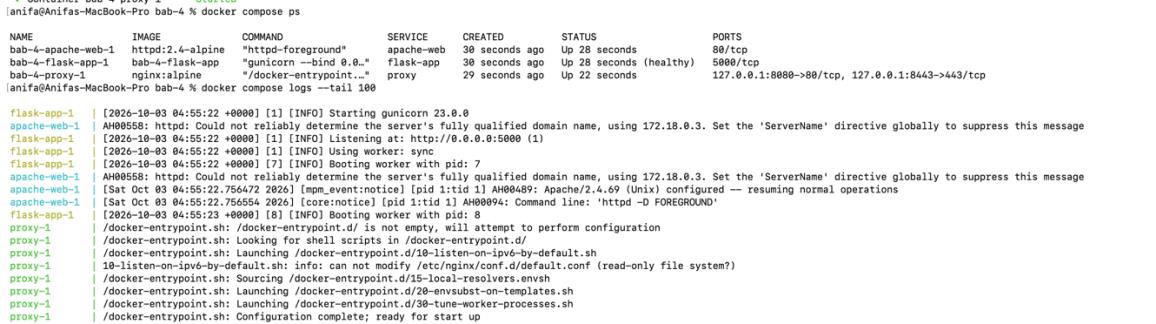 Container bab-4-proxy-1 Started
[anifa@Anifas-MacBook-Pro bab-4 % docker compose ps
NAME IMAGE COMMAND SERVICE CREATED STATUS PORTS
bab-4-apache-web-1 httpd:2.4-alpine "httpd-foreground" apache-web 30 seconds ago Up 28 seconds 80/tcp
bab-4-flask-app-1 bab-4-flask-app "gunicorn --bind 0.0…" flask-app 30 seconds ago Up 28 seconds (healthy) 5000/tcp
bab-4-proxy-1 nginx:alpine "/docker-entrypoint.…" proxy 29 seconds ago Up 22 seconds 127.0.0.1:8080->80/tcp, 127.0.0.1:8443->443/tcp
[anifa@Anifas-MacBook-Pro bab-4 % docker compose logs --tail 100
flask-app-1 | [2026-10-03 04:55:22 +0000] [1] [INFO] Starting gunicorn 23.0.0
apache-web-1 | AH00558: httpd: Could not reliably determine the server's fully qualified domain name, using 172.18.0.3. Set the 'ServerName' directive globally to suppress this message
flask-app-1 | [2026-10-03 04:55:22 +0000] [1] [INFO] Listening at: http://0.0.0.0:5000 (1)
flask-app-1 | [2026-10-03 04:55:22 +0000] [1] [INFO] Using worker: sync
flask-app-1 | [2026-10-03 04:55:22 +0000] [7] [INFO] Booting worker with pid: 7
apache-web-1 | AH00558: httpd: Could not reliably determine the server's fully qualified domain name, using 172.18.0.3. Set the 'ServerName' directive globally to suppress this message
apache-web-1 | [Sat Oct 03 04:55:22.756472 2026] [mpm_event:notice] [pid 1:tid 1] AH00489: Apache/2.4.69 (Unix) configured -- resuming normal operations
apache-web-1 | [Sat Oct 03 04:55:22.756554 2026] [core:notice] [pid 1:tid 1] AH00094: Command line: 'httpd -D FOREGROUND'
flask-app-1 | [2026-10-03 04:55:23 +0000] [8] [INFO] Booting worker with pid: 8
proxy-1 | /docker-entrypoint.sh: /docker-entrypoint.d/ is not empty, will attempt to perform configuration
proxy-1 | /docker-entrypoint.sh: Looking for shell scripts in /docker-entrypoint.d/
proxy-1 | /docker-entrypoint.sh: Launching /docker-entrypoint.d/10-listen-on-ipv6-by-default.sh
proxy-1 | 10-listen-on-ipv6-by-default.sh: info: can not modify /etc/nginx/conf.d/default.conf (read-only file system?)
proxy-1 | /docker-entrypoint.sh: Sourcing /docker-entrypoint.d/15-local-resolvers.envsh
proxy-1 | /docker-entrypoint.sh: Launching /docker-entrypoint.d/20-envsubst-on-templates.sh
proxy-1 | /docker-entrypoint.sh: Launching /docker-entrypoint.d/30-tune-worker-processes.sh
proxy-1 | /docker-entrypoint.sh: Configuration complete; ready for start up